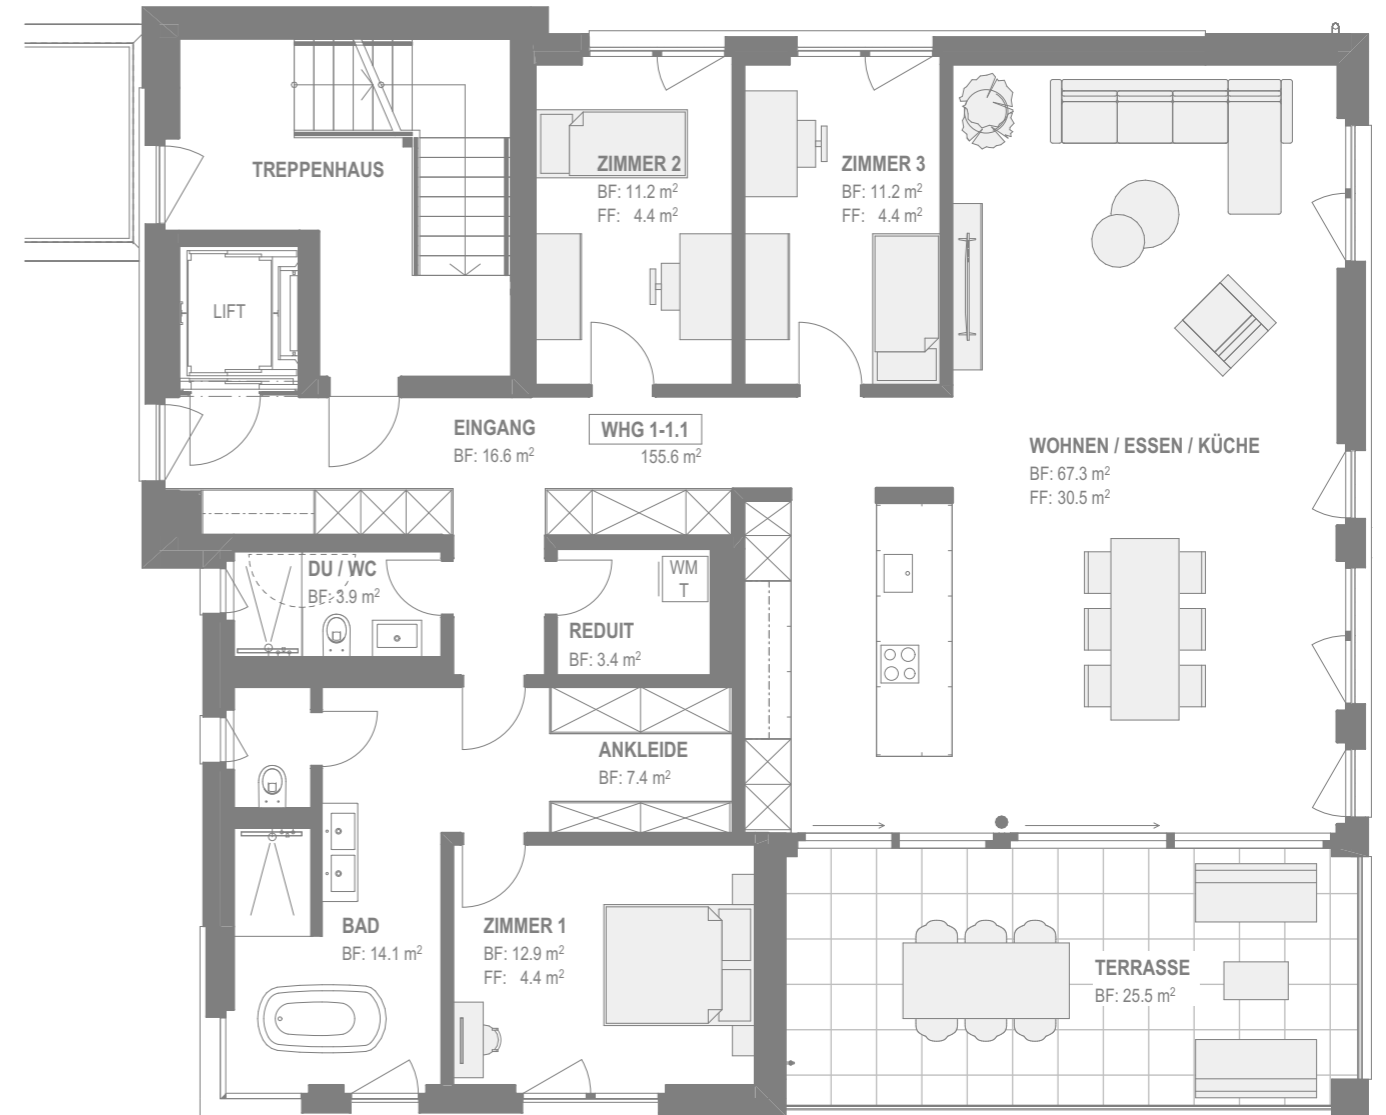 TREPPENHAUS
LIFT
ZIMMER 2
BF: 11.2 m²
FF: 4.4 m²
ZIMMER 3
BF: 11.2 m²
FF: 4.4 m²
EINGANG
BF: 16.6 m²
WHG 1-1.1
155.6 m²
WOHNEN / ESSEN / KÜCHE
BF: 67.3 m²
FF: 30.5 m²
DU / WC
BF: 3.9 m²
WM
T
REDUIT
BF: 3.4 m²
ANKLEIDE
BF: 7.4 m²
BAD
BF: 14.1 m²
ZIMMER 1
BF: 12.9 m²
FF: 4.4 m²
TERRASSE
BF: 25.5 m²